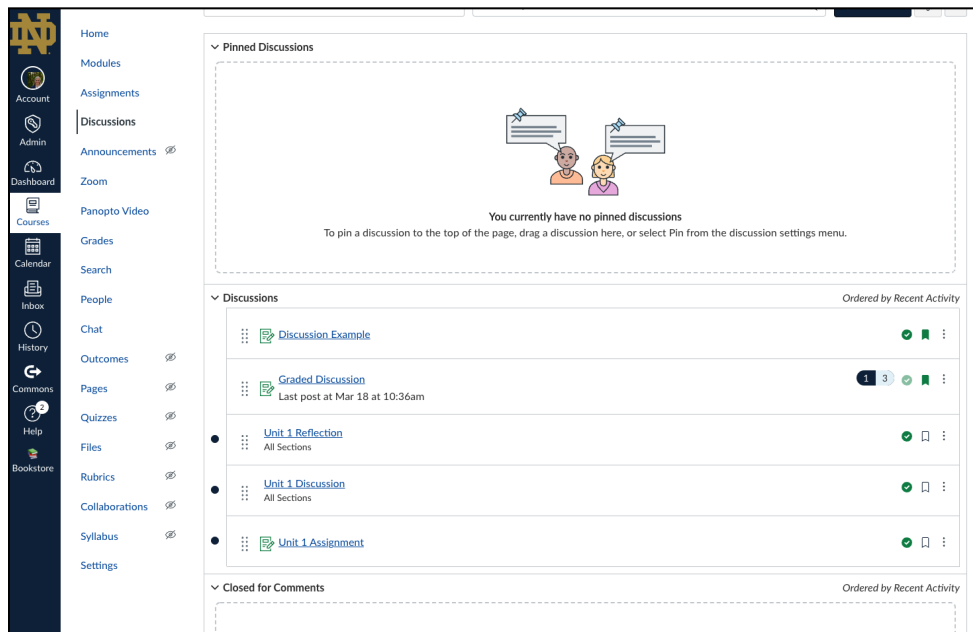 ND
Account
Admin
Dashboard
Courses
Calendar
Inbox
History
Commons
2
Help
Bookstore
Home
Modules
Assignments
Discussions
Announcements
Zoom
Panopto Video
Grades
Search
People
Chat
Outcomes
Pages
Quizzes
Files
Rubrics
Collaborations
Syllabus
Settings
Pinned Discussions
You currently have no pinned discussions
To pin a discussion to the top of the page, drag a discussion here, or select Pin from the discussion settings menu.
Discussions Ordered by Recent Activity
Discussion Example
Graded Discussion 1 3
Last post at Mar 18 at 10:36am
Unit 1 Reflection
All Sections
Unit 1 Discussion
All Sections
Unit 1 Assignment
Closed for Comments Ordered by Recent Activity